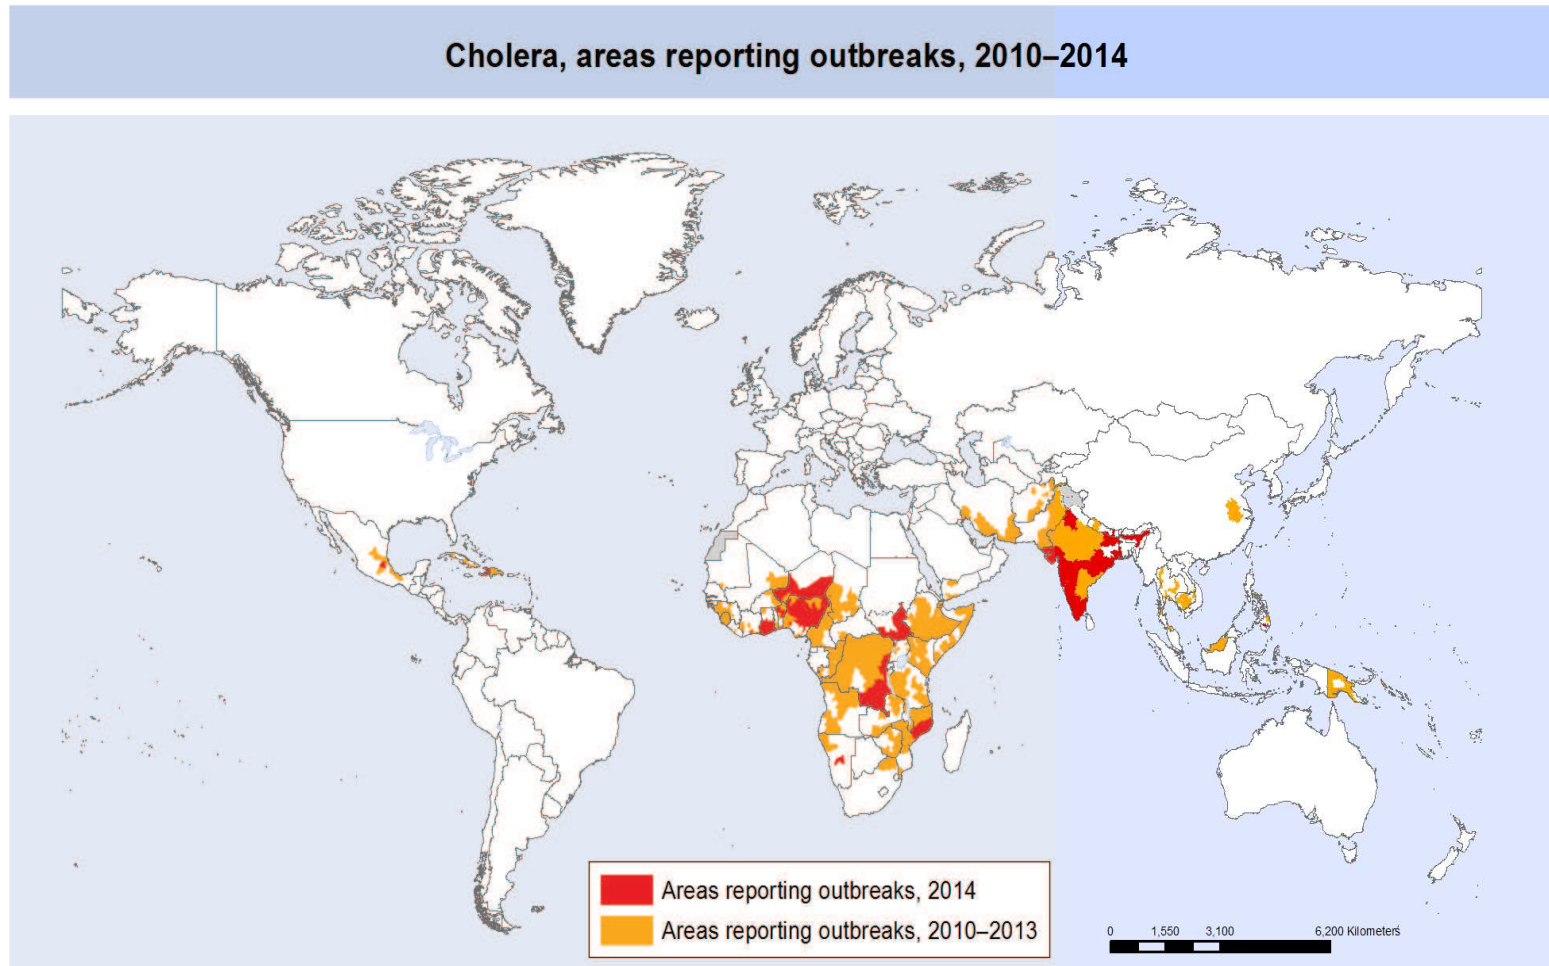 Cholera, areas reporting outbreaks, 2010–2014
Areas reporting outbreaks, 2014
Areas reporting outbreaks, 2010–2013
0 1,550 3,100 6,200 Kilometers